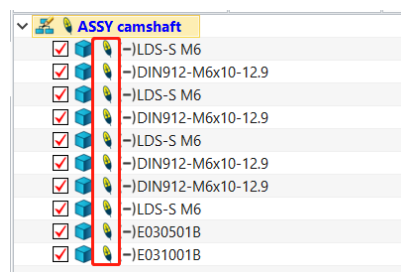 ASSY camshaft
-)LDS-S M6
-)DIN912-M6x10-12.9
-)LDS-S M6
-)DIN912-M6x10-12.9
-)LDS-S M6
-)DIN912-M6x10-12.9
-)DIN912-M6x10-12.9
-)LDS-S M6
-)E030501B
-)E031001B